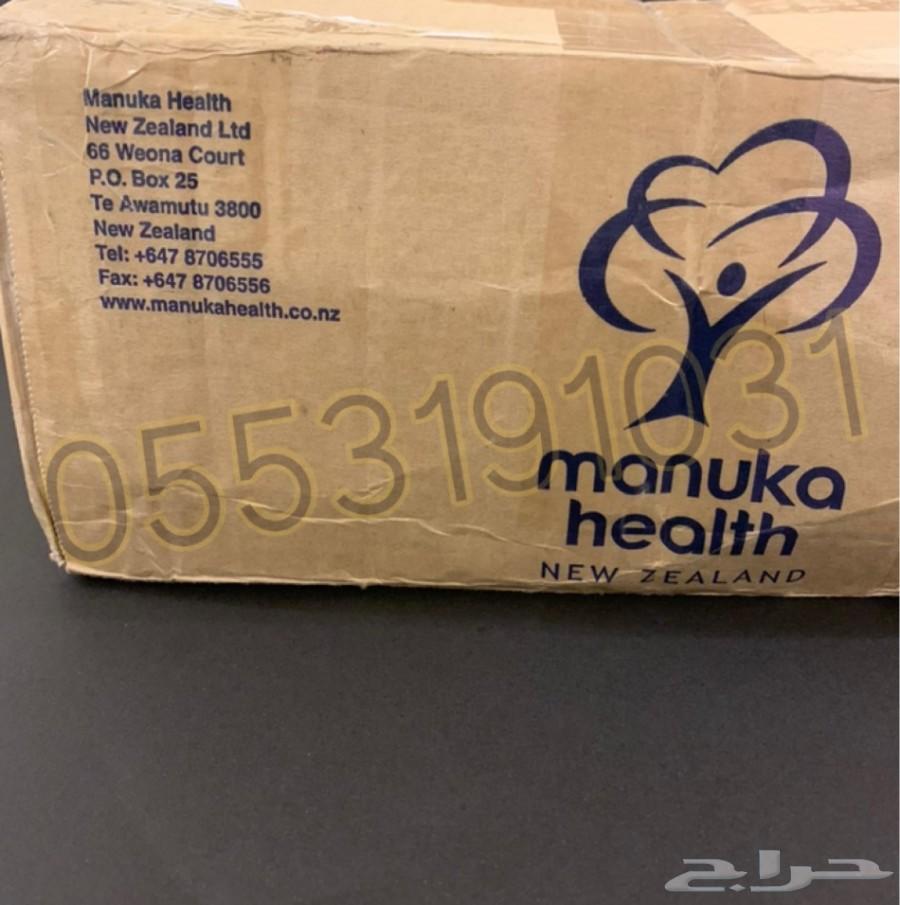 Manuka Health
New Zealand Ltd
66 Weona Court
P.O. Box 25
Te Awamutu 3800
New Zealand
Tel: +647 8706555
Fax: +647 8706556
www.manukahealth.co.nz
0553191031
manuka
health
NEW ZEALAND
حراج